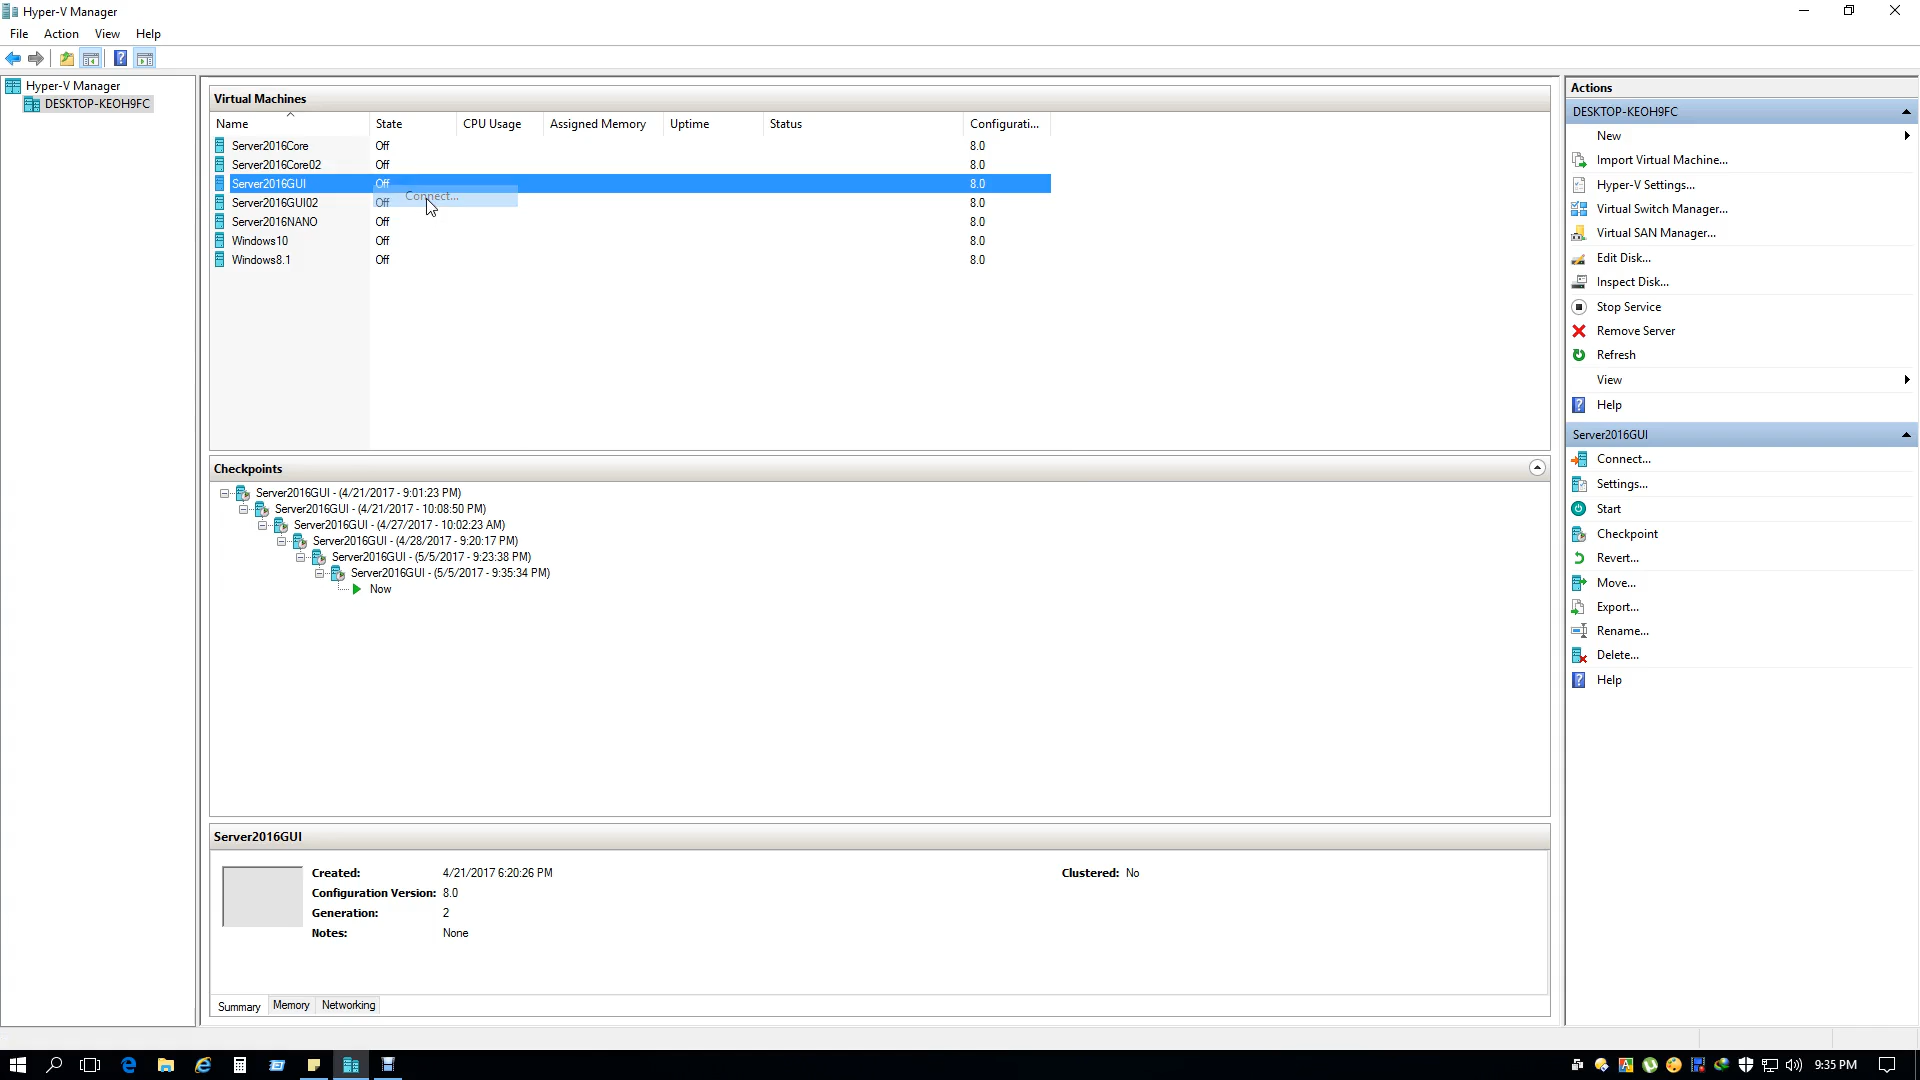 Hyper-V Manager
File Action View Help
Hyper-V Manager
DESKTOP-KEOH9FC
Virtual Machines
Name State CPU Usage Assigned Memory Uptime Status Configurati...
Server2016Core Off 8.0
Server2016Core02 Off 8.0
Server2016GUI Off 8.0
Connect...
Server2016GUI02 Off 8.0
Server2016NANO Off 8.0
Windows10 Off 8.0
Windows8.1 Off 8.0
Checkpoints
Server2016GUI - (4/21/2017 - 9:01:23 PM)
Server2016GUI - (4/21/2017 - 10:08:50 PM)
Server2016GUI - (4/27/2017 - 10:02:23 AM)
Server2016GUI - (4/28/2017 - 9:20:17 PM)
Server2016GUI - (5/5/2017 - 9:23:38 PM)
Server2016GUI - (5/5/2017 - 9:35:34 PM)
Now
Server2016GUI
Created: 4/21/2017 6:20:26 PM Clustered: No
Configuration Version: 8.0
Generation: 2
Notes: None
Summary Memory Networking
Actions
DESKTOP-KEOH9FC
New
Import Virtual Machine...
Hyper-V Settings...
Virtual Switch Manager...
Virtual SAN Manager...
Edit Disk...
Inspect Disk...
Stop Service
Remove Server
Refresh
View
Help
Server2016GUI
Connect...
Settings...
Start
Checkpoint
Revert...
Move...
Export...
Rename...
Delete...
Help
9:35 PM